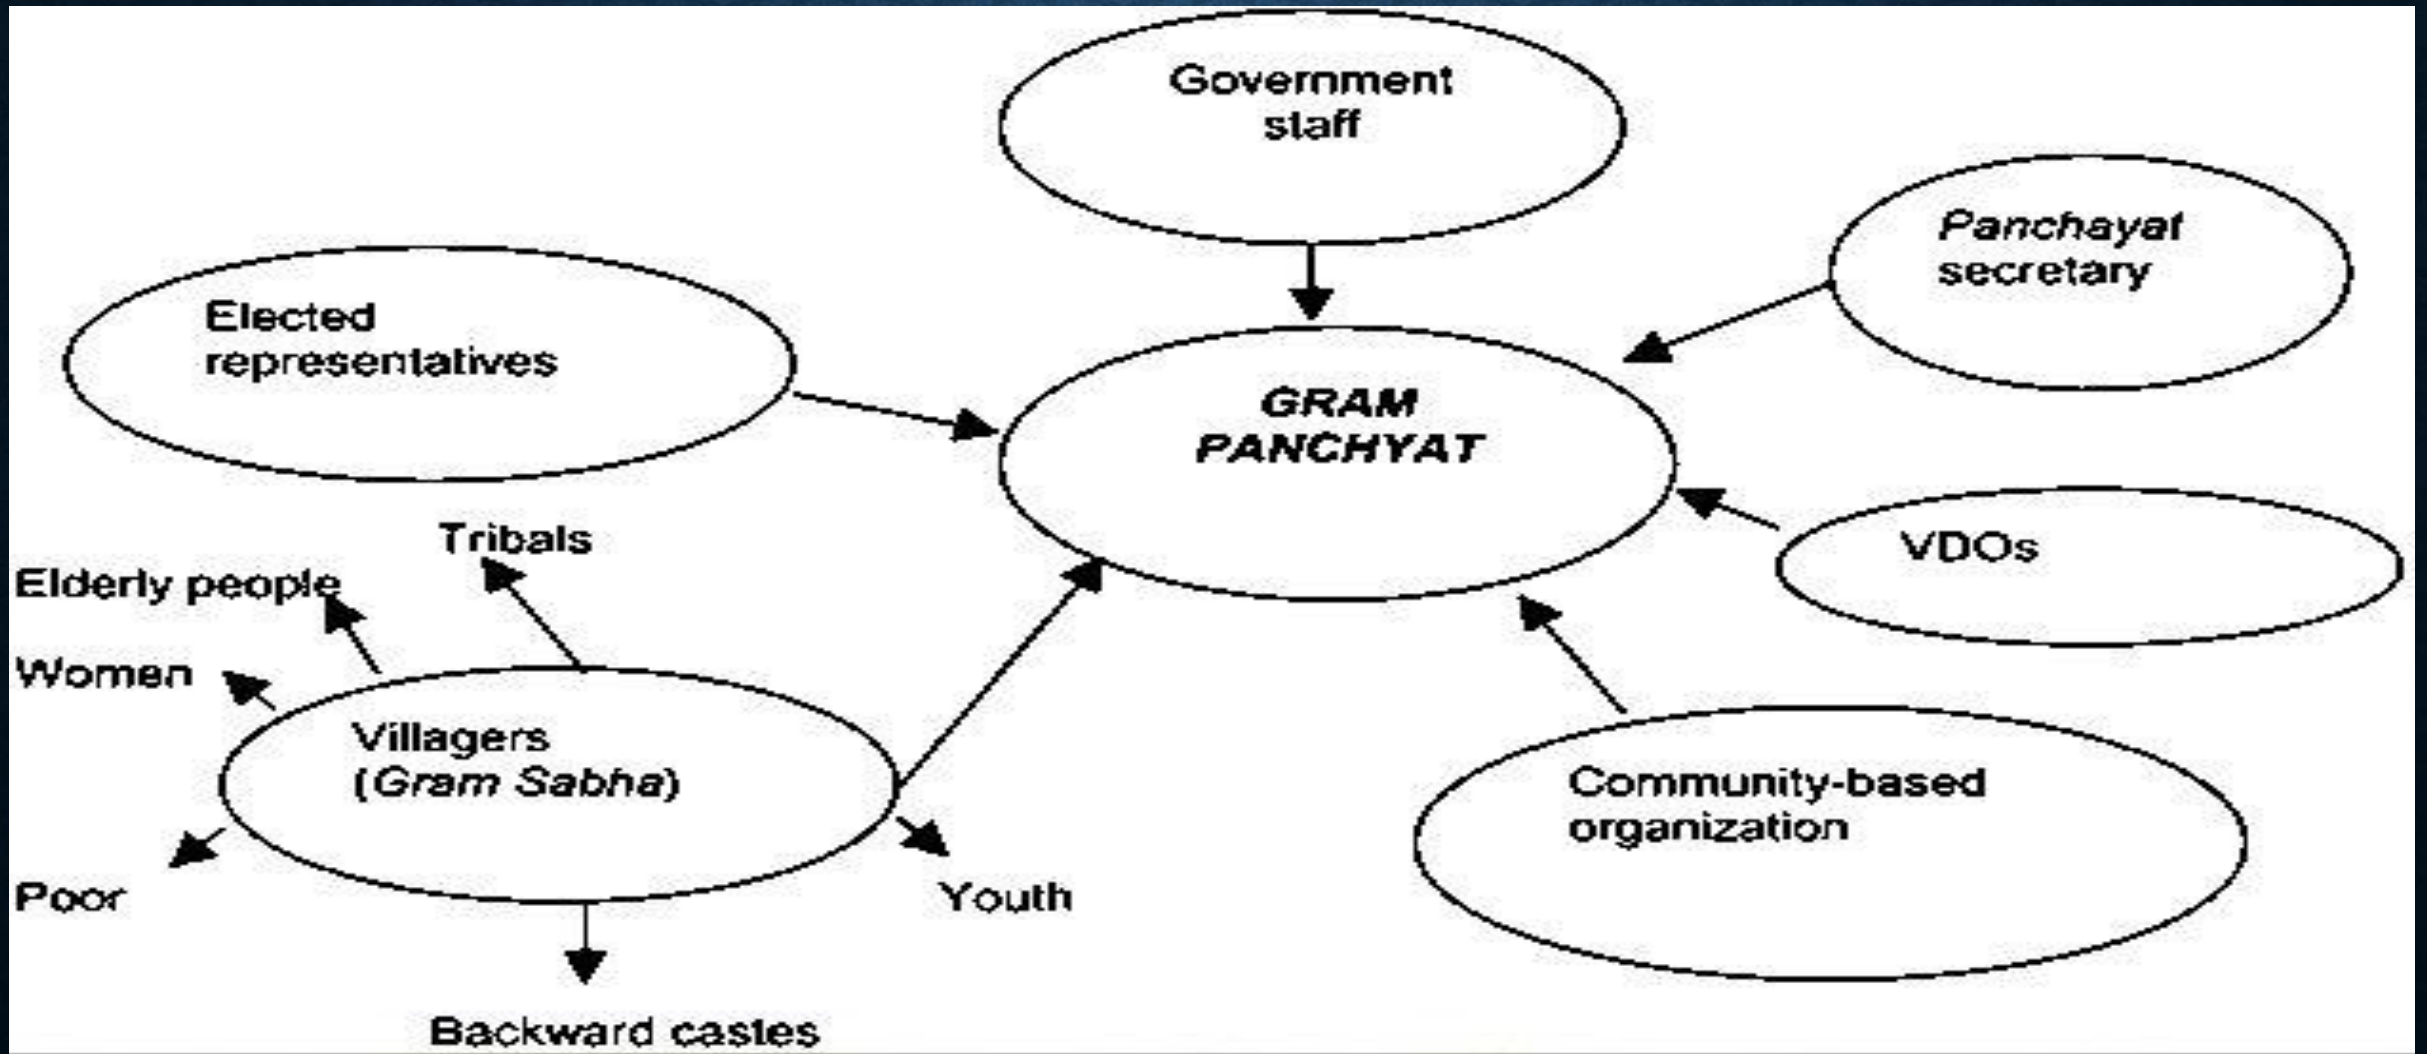 Government
staff
Panchayat
secretary
Elected
representatives
GRAM
PANCHYAT
Tribals
VDOs
Elderly people
Women
Villagers
(Gram Sabha)
Community-based
organization
Poor
Youth
Backward castes